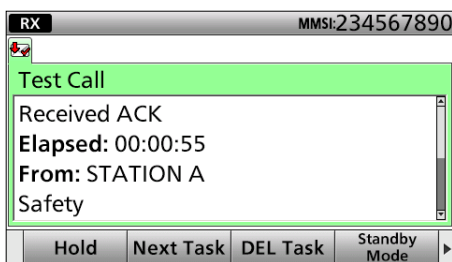 RX MMSI:234567890
Test Call
Received ACK
Elapsed: 00:00:55
From: STATION A
Safety
Hold Next Task DEL Task Standby Mode